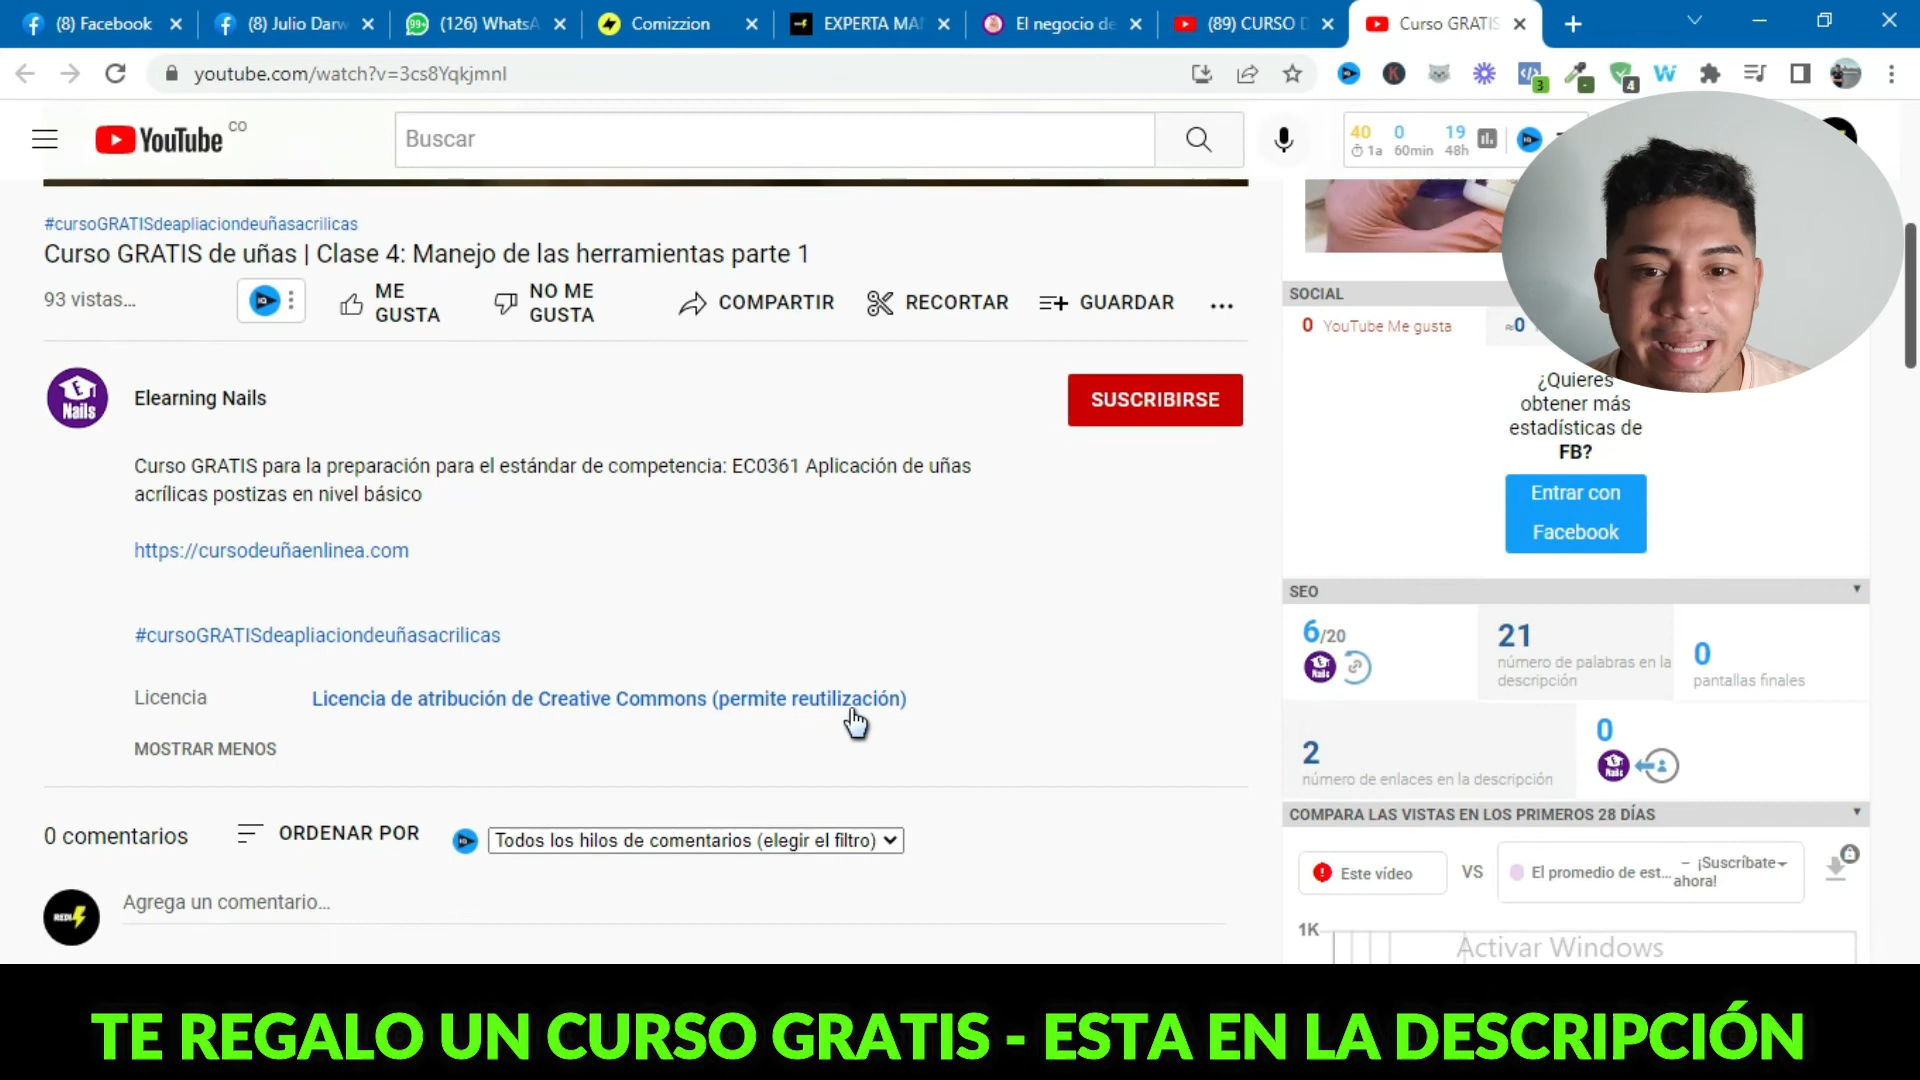 (8) Facebook
(8) Julio Darw
(126) WhatsA
Comizzion
EXPERTA MA
El negocio de
(89) CURSO D
Curso GRATIS
youtube.com/watch?v=3cs8Yqkjmnl
YouTube CO
Buscar
40 0 19
1a 60min 48h
#cursoGRATISdeapliaciondeuñasacrilicas
Curso GRATIS de uñas | Clase 4: Manejo de las herramientas parte 1
93 vistas...
ME GUSTA
NO ME GUSTA
COMPARTIR
RECORTAR
GUARDAR
Elearning Nails
SUSCRIBIRSE
Curso GRATIS para la preparación para el estándar de competencia: EC0361 Aplicación de uñas
acrílicas postizas en nivel básico
https://cursodeuñaenlinea.com
#cursoGRATISdeapliaciondeuñasacrilicas
Licencia
Licencia de atribución de Creative Commons (permite reutilización)
MOSTRAR MENOS
0 comentarios
ORDENAR POR
Todos los hilos de comentarios (elegir el filtro)
Agrega un comentario...
SOCIAL
0 YouTube Me gusta
≈0
¿Quieres
obtener más
estadísticas de
FB?
Entrar con
Facebook
SEO
6/20
21
número de palabras en la
descripción
0
pantallas finales
2
número de enlaces en la descripción
0
COMPARA LAS VISTAS EN LOS PRIMEROS 28 DÍAS
Este vídeo
VS
El promedio de est...
– ¡Suscríbate
ahora!
1K
Activar Windows
TE REGALO UN CURSO GRATIS - ESTA EN LA DESCRIPCIÓN